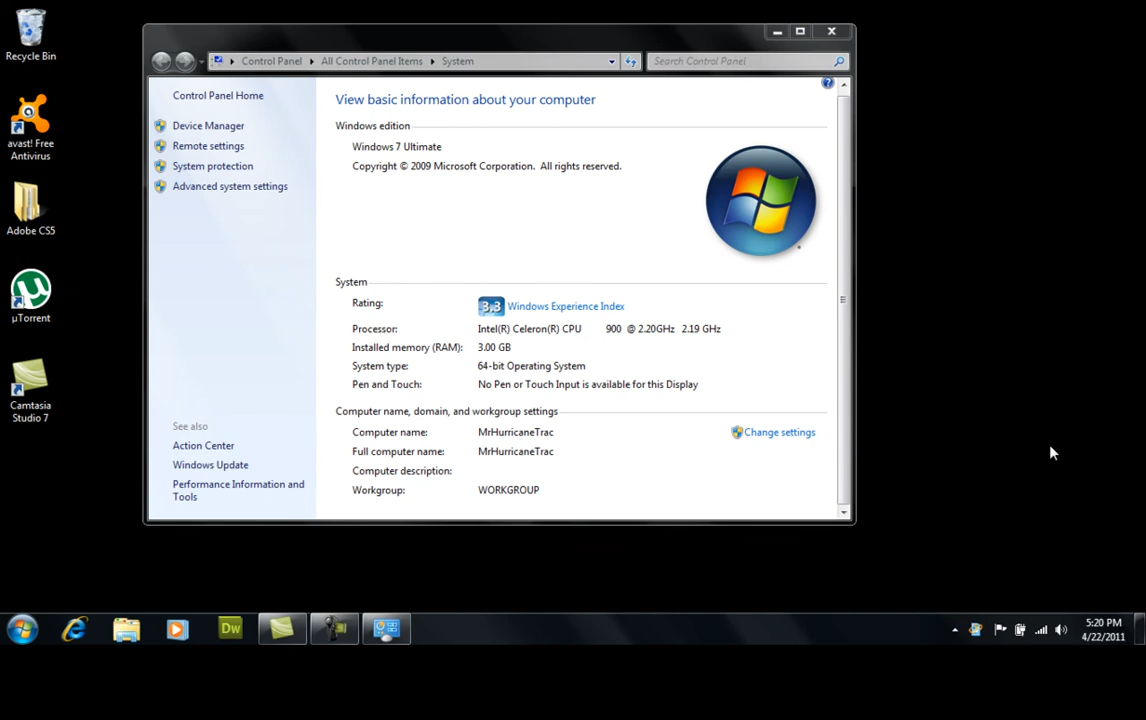 Recycle Bin
avast! Free
Antivirus
Adobe CS5
µTorrent
Camtasia
Studio 7
Control Panel
All Control Panel Items
System
Search Control Panel
Control Panel Home
Device Manager
Remote settings
System protection
Advanced system settings
See also
Action Center
Windows Update
Performance Information and
Tools
View basic information about your computer
Windows edition
Windows 7 Ultimate
Copyright © 2009 Microsoft Corporation. All rights reserved.
System
Rating: 3,3 Windows Experience Index
Processor: Intel(R) Celeron(R) CPU 900 @ 2.20GHz 2.19 GHz
Installed memory (RAM): 3.00 GB
System type: 64-bit Operating System
Pen and Touch: No Pen or Touch Input is available for this Display
Computer name, domain, and workgroup settings
Computer name: MrHurricaneTrac
Change settings
Full computer name: MrHurricaneTrac
Computer description:
Workgroup: WORKGROUP
Dw
5:20 PM
4/22/2011